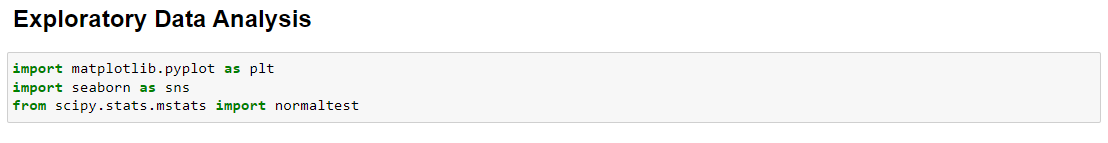 Exploratory Data Analysis
import matplotlib.pyplot as plt
import seaborn as sns
from scipy.stats.mstats import normaltest